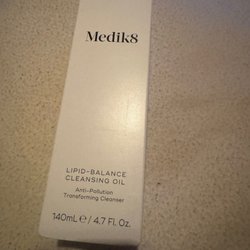 Medik8
LIPID-BALANCE
CLEANSING OIL
Anti-Pollution
Transforming Cleanser
140mL ℮ / 4.7 Fl. Oz.